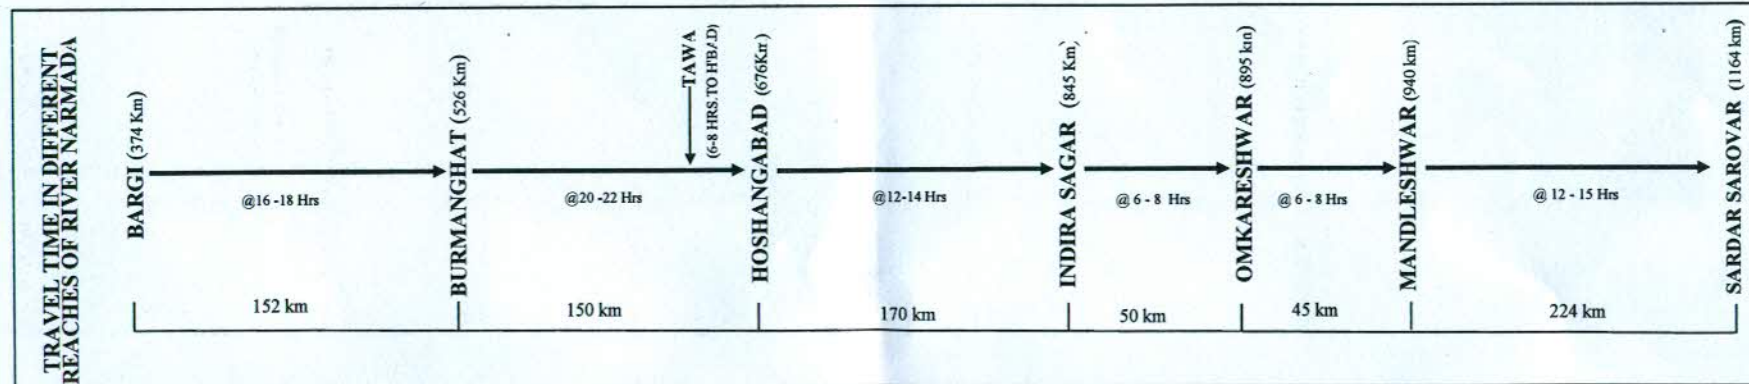 TRAVEL TIME IN DIFFERENT
REACHES OF RIVER NARMADA
BARGI (374 Km)
@16 -18 Hrs
BURMANGHAT (526 Km)
@20 -22 Hrs
TAWA
(6-8 HRS.TO H'BAD)
HOSHANGABAD (676Km)
@12-14 Hrs
INDIRA SAGAR (845 Km)
@ 6 - 8 Hrs
OMKARESHWAR (895 km)
@ 6 - 8 Hrs
MANDLESHWAR (940 km)
@ 12 - 15 Hrs
SARDAR SAROVAR (1164 km)
152 km
150 km
170 km
50 km
45 km
224 km